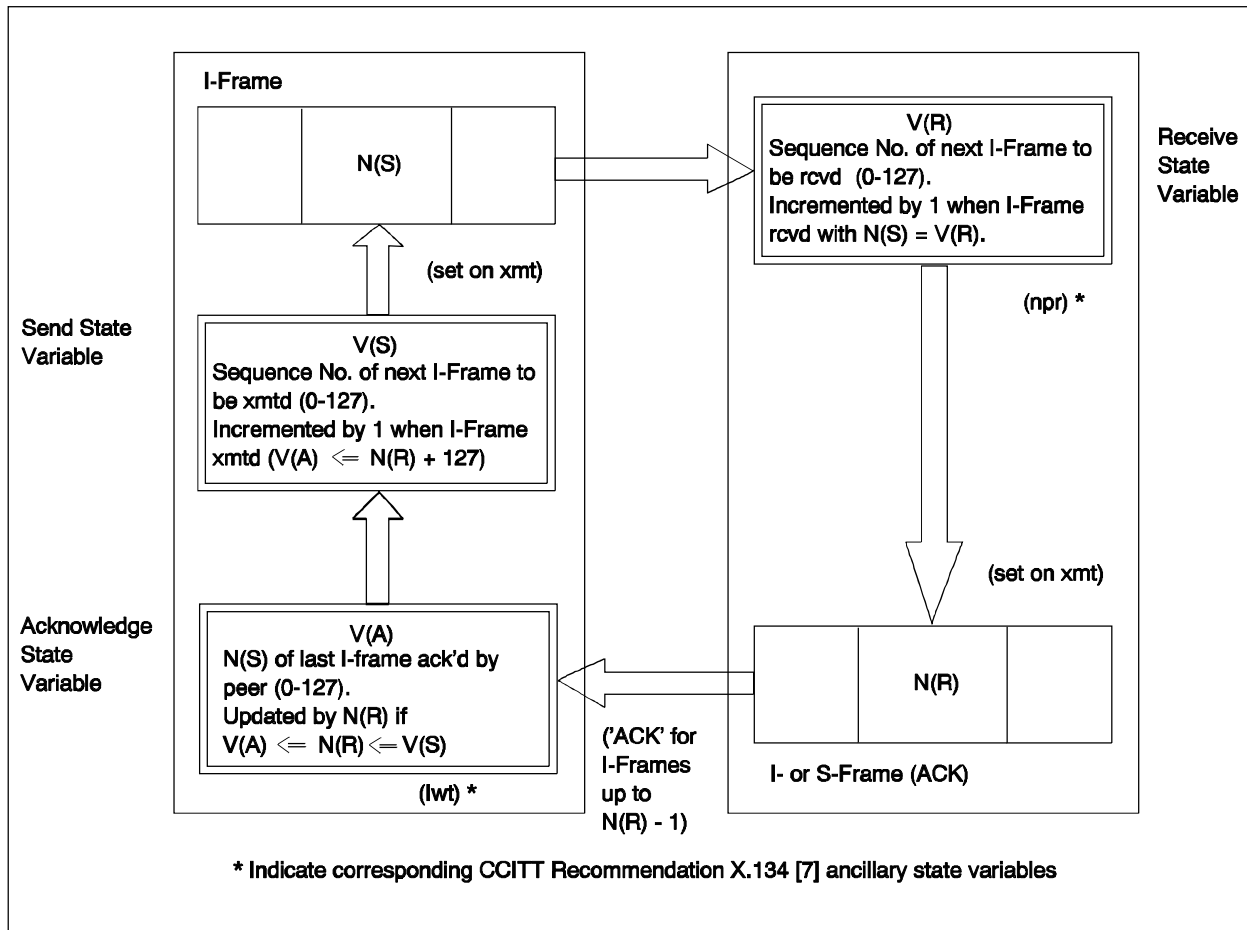 I-Frame
N(S)
V(R)
Sequence No. of next I-Frame to
be rcvd (0-127).
Incremented by 1 when I-Frame
rcvd with N(S) = V(R).
Receive
State
Variable
(set on xmt)
(npr) *
Send State
Variable
V(S)
Sequence No. of next I-Frame to
be xmtd (0-127).
Incremented by 1 when I-Frame
xmtd (V(A) <= N(R) + 127)
(set on xmt)
Acknowledge
State
Variable
V(A)
N(S) of last I-frame ack'd by
peer (0-127).
Updated by N(R) if
V(A) <= N(R) <= V(S)
(lwt) *
('ACK' for
I-Frames
up to
N(R) - 1)
N(R)
I- or S-Frame (ACK)
* Indicate corresponding CCITT Recommendation X.134 [7] ancillary state variables